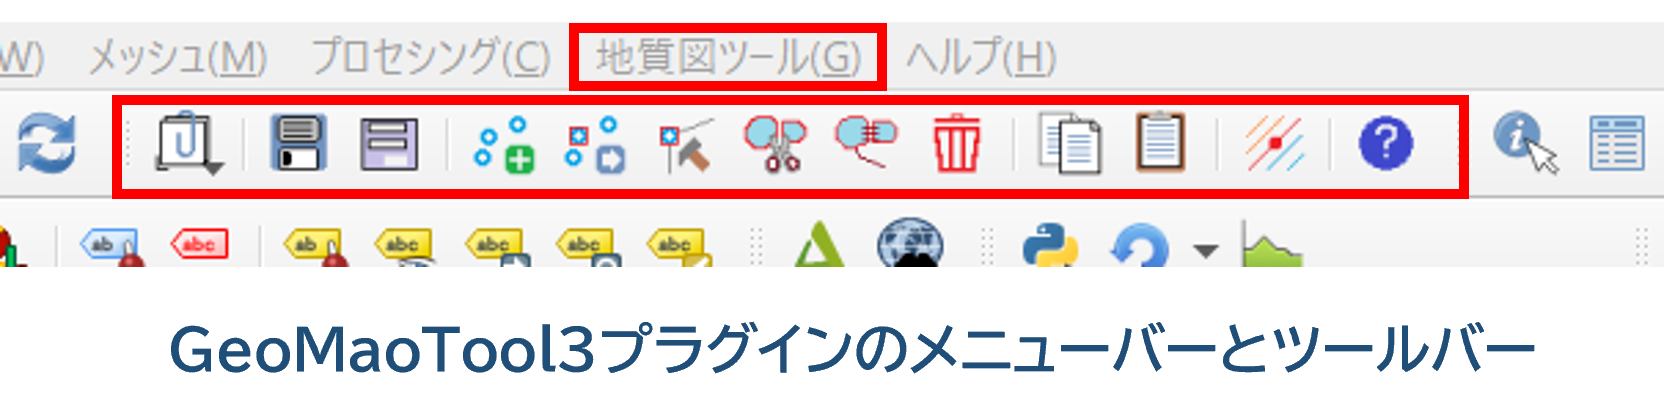 W) メッシュ(M) プロセシング(C) 地質図ツール(G) ヘルプ(H)
ab abc ab abc abc abc abc
GeoMaoTool3プラグインのメニューバーとツールバー